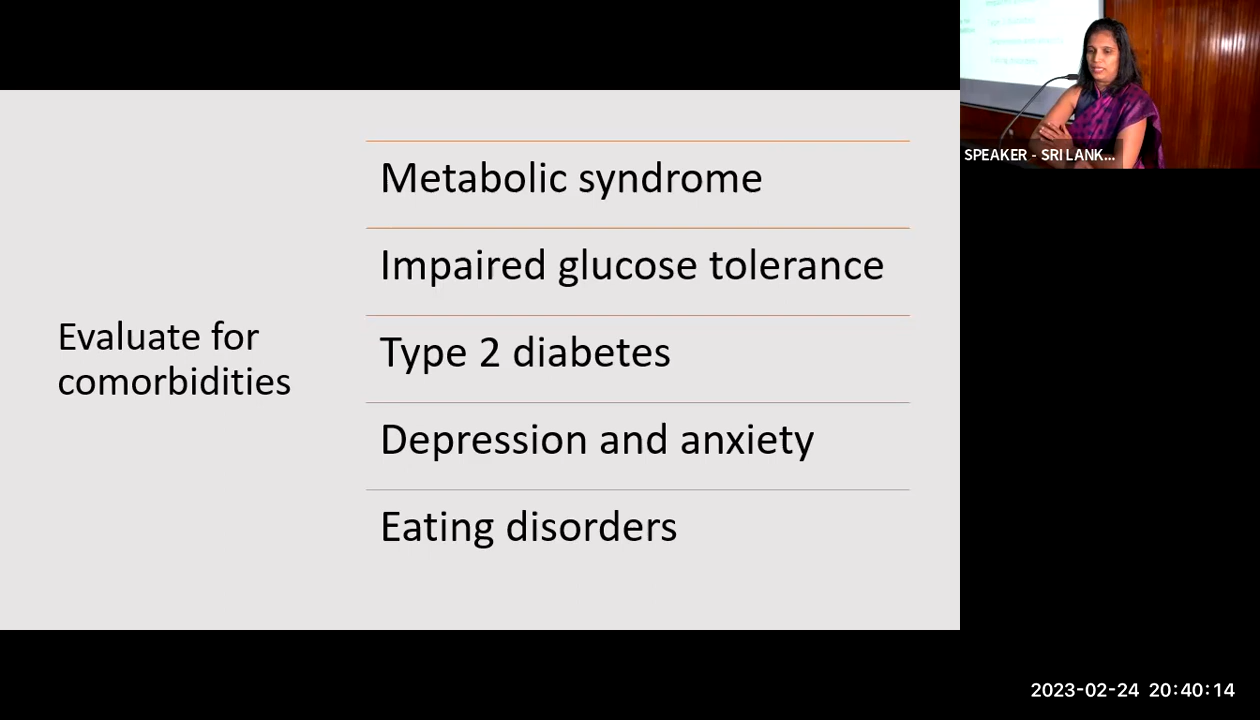 Evaluate for
comorbidities
Metabolic syndrome
Impaired glucose tolerance
Type 2 diabetes
Depression and anxiety
Eating disorders
SPEAKER - SRI LANK...
2023-02-24 20:40:14